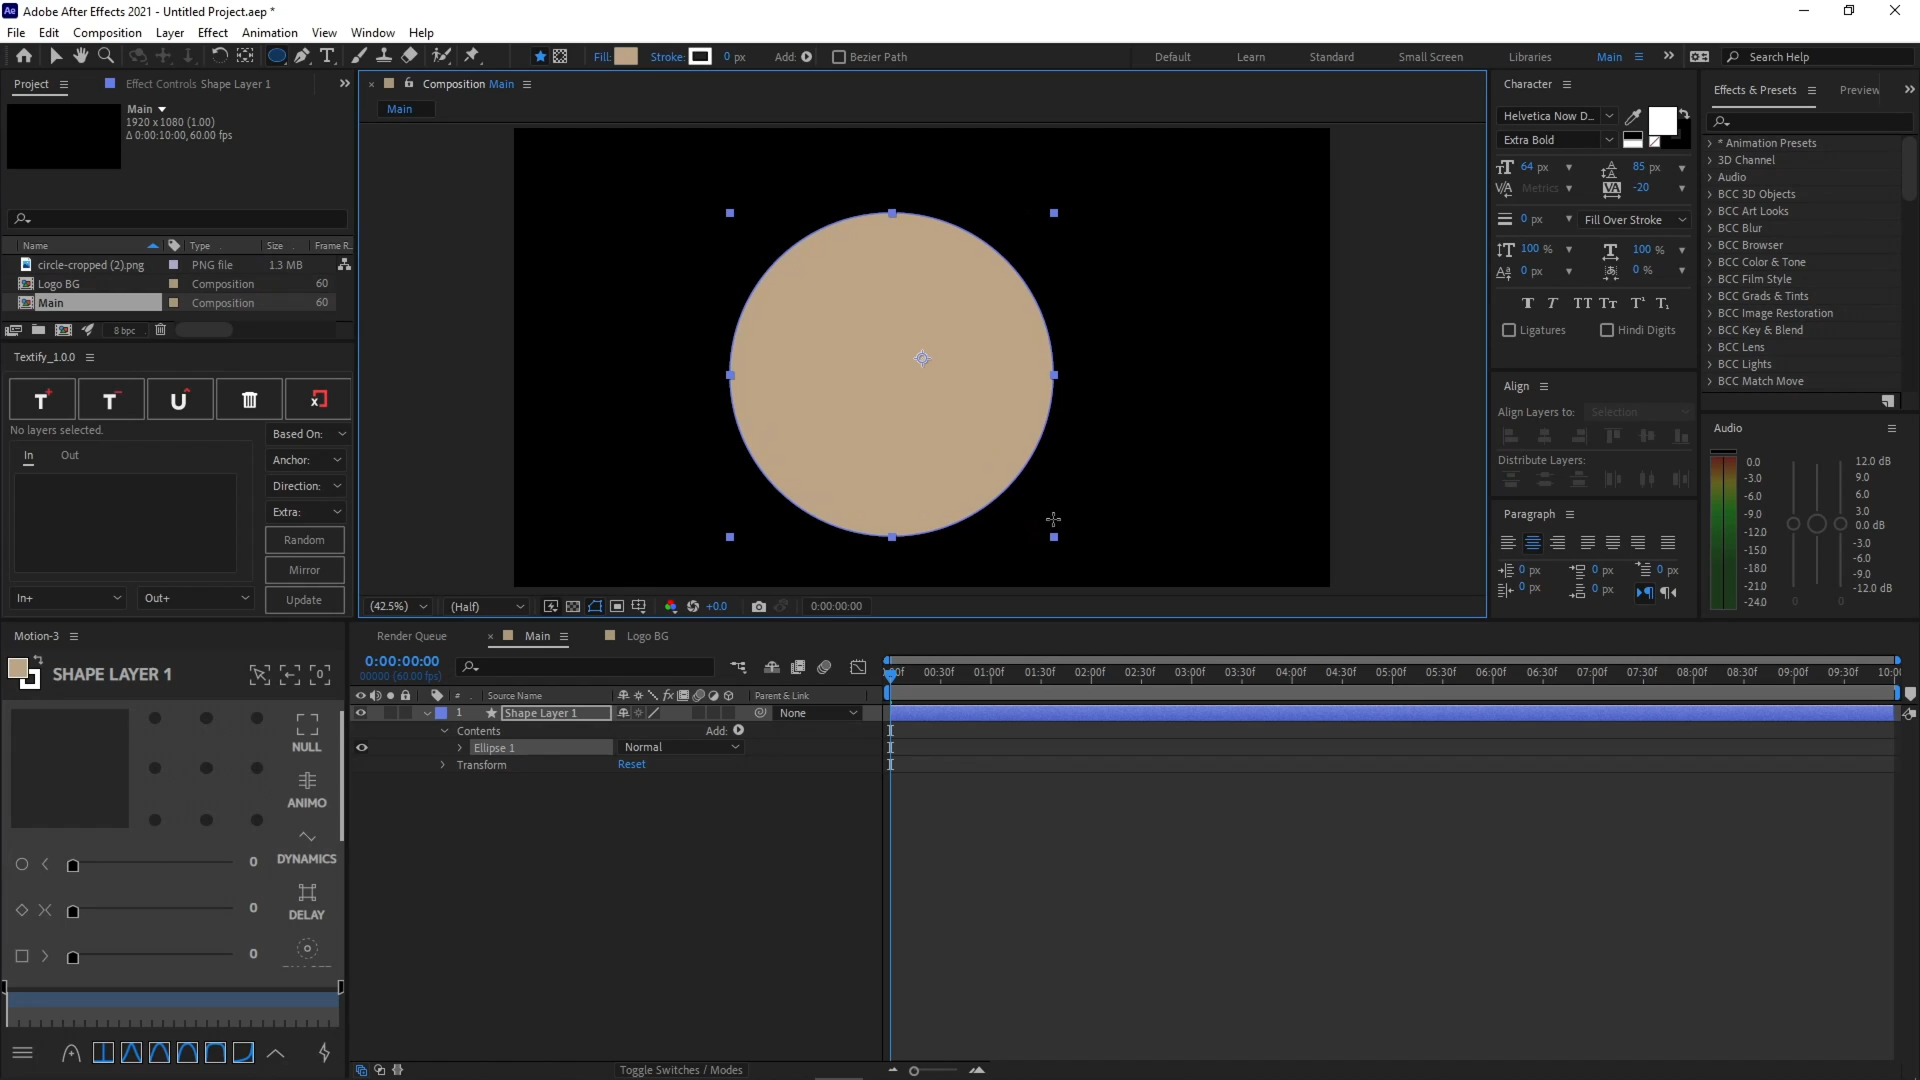 Ae Adobe After Effects 2021 - Untitled Project.aep *
File Edit Composition Layer Effect Animation View Window Help
Fill: Stroke: 0 px Add: Bezier Path Default Learn Standard Small Screen Libraries Main Search Help
Project Effect Controls Shape Layer 1
Main
1920 x 1080 (1.00)
Δ 0:00:10:00, 60.00 fps
Name Type Size Frame R...
circle-cropped (2).png PNG file 1.3 MB
Logo BG Composition 60
Main Composition 60
8 bpc
Textify_1.0.0
No layers selected.
In Out
Based On:
Anchor:
Direction:
Extra:
Random
Mirror
In+ Out+ Update
Composition Main
Main
(42.5%) (Half) +0.0 0:00:00:00
Character
Helvetica Now D...
Extra Bold
64 px 85 px
Metrics -20
0 px Fill Over Stroke
100 % 100 %
0 px 0 %
Ligatures Hindi Digits
Align
Align Layers to: Selection
Distribute Layers:
Paragraph
0 px 0 px 0 px
0 px 0 px
Effects & Presets Preview
* Animation Presets
3D Channel
Audio
BCC 3D Objects
BCC Art Looks
BCC Blur
BCC Browser
BCC Color & Tone
BCC Film Style
BCC Grads & Tints
BCC Image Restoration
BCC Key & Blend
BCC Lens
BCC Lights
BCC Match Move
Audio
0.0 12.0 dB
-3.0 9.0
-6.0 6.0
-9.0 3.0
-12.0 0.0 dB
-15.0 -3.0
-18.0 -6.0
-21.0 -9.0
-24.0 0 0 -12.0 dB
Motion-3
SHAPE LAYER 1
NULL
ANIMO
0 DYNAMICS
0 DELAY
0
Render Queue Main Logo BG
0:00:00:00
00000 (60.00 fps)
# Source Name fx Parent & Link
1 Shape Layer 1 None
Contents Add:
Ellipse 1 Normal
Transform Reset
00:30f 01:00f 01:30f 02:00f 02:30f 03:00f 03:30f 04:00f 04:30f 05:00f 05:30f 06:00f 06:30f 07:00f 07:30f 08:00f 08:30f 09:00f 09:30f
Toggle Switches / Modes